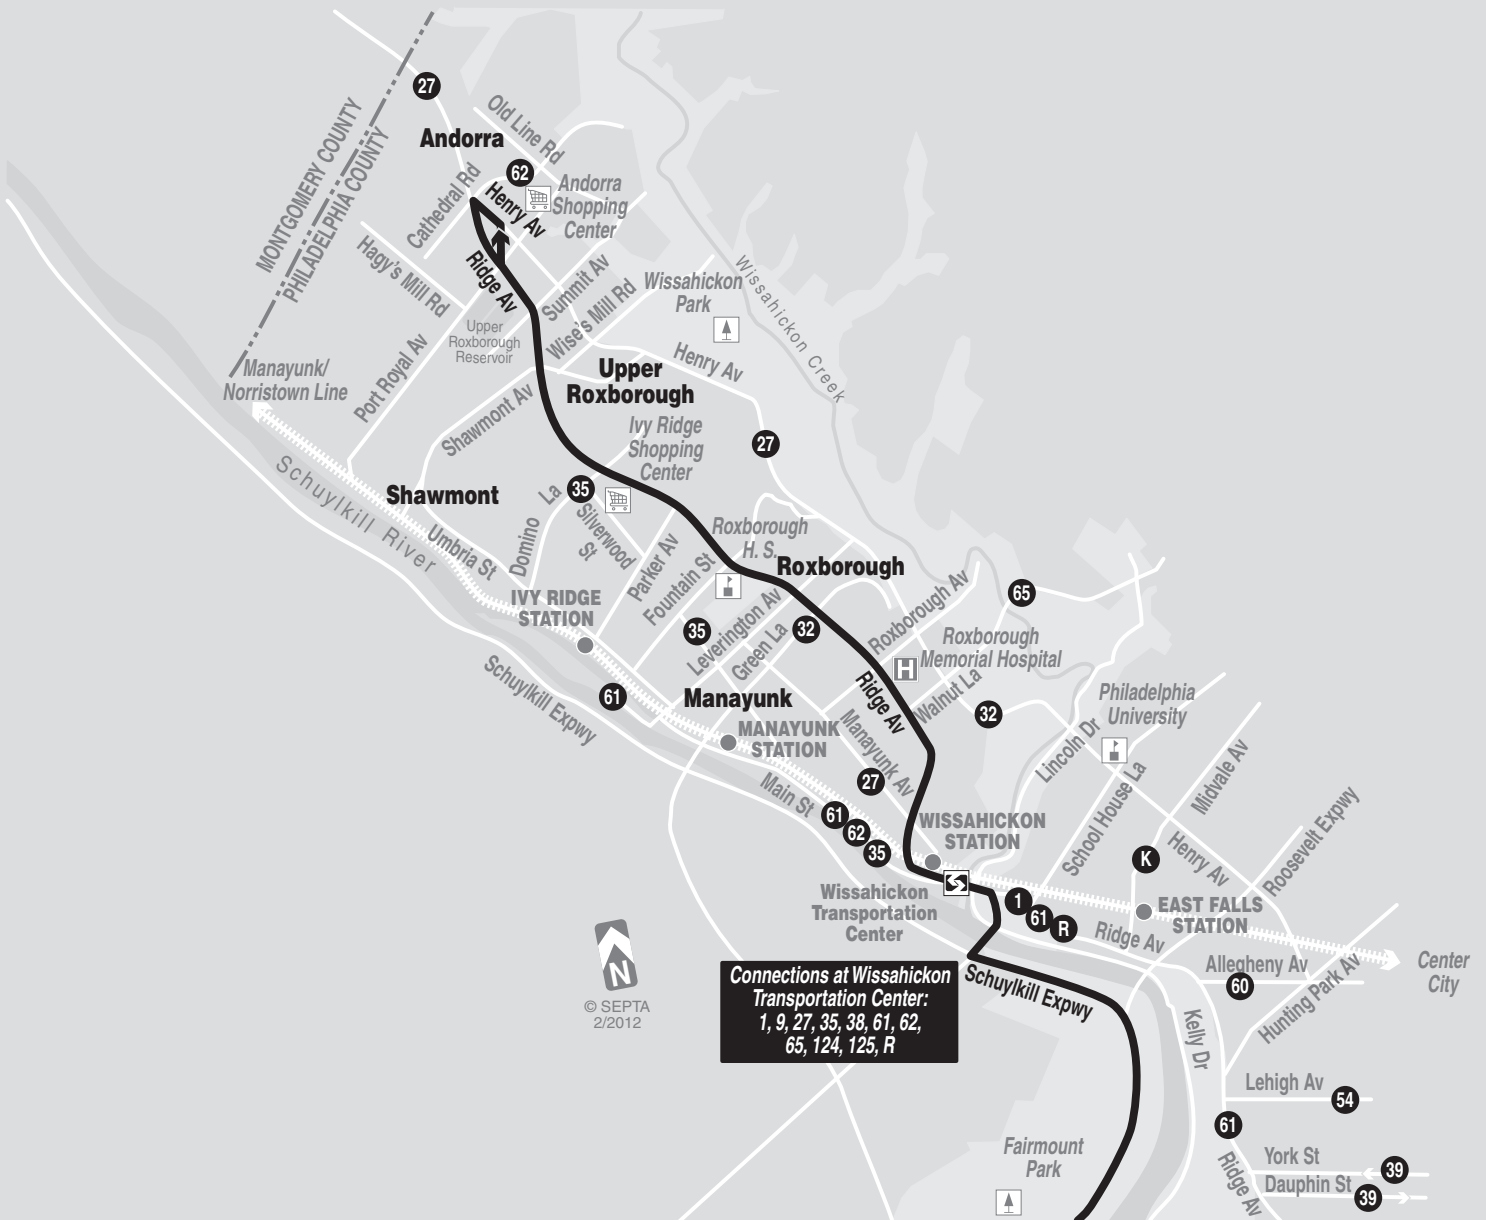 27
Old Line Rd
MONTGOMERY COUNTY
PHILADELPHIA COUNTY
Andorra
62
Cathedral Rd
Henry Av
Andorra
Shopping
Center
Hagy's Mill Rd
Ridge Av
Summit Av
Wise's Mill Rd
Wissahickon
Park
Wissahickon Creek
Upper
Roxborough
Reservoir
Port Royal Av
Manayunk/
Norristown Line
Henry Av
Upper
Roxborough
Shawmont Av
Ivy Ridge
Shopping
Center
27
Schuylkill River
Shawmont
Domino La
35
Silverwood
St
Umbria St
Parker Av
Fountain St
Roxborough
H. S.
Roxborough
IVY RIDGE
STATION
35
Leverington Av
Green La
32
Roxborough Av
65
Roxborough
Memorial Hospital
H
Walnut La
Schuylkill Expwy
61
Manayunk
Ridge Av
32
Philadelphia
University
MANAYUNK
STATION
Manayunk Av
Lincoln Dr
School House La
Midvale Av
Main St
27
61
62
35
WISSAHICKON
STATION
K
Henry Av
Roosevelt Expwy
Wissahickon
Transportation
Center
1
61
R
Ridge Av
EAST FALLS
STATION
Allegheny Av
60
Hunting Park Av
Center
City
N
© SEPTA
2/2012
Connections at Wissahickon
Transportation Center:
1, 9, 27, 35, 38, 61, 62,
65, 124, 125, R
Schuylkill Expwy
Kelly Dr
Lehigh Av
54
61
Fairmount
Park
Ridge Av
York St
39
Dauphin St
39